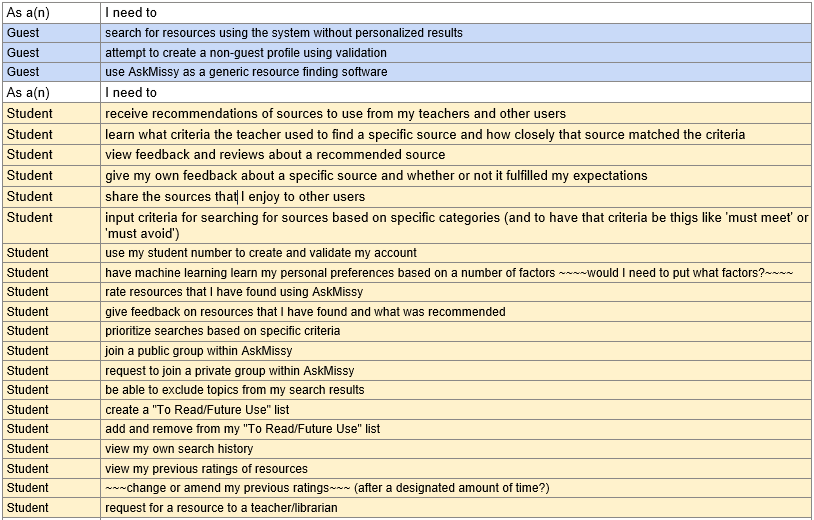 As a(n) I need to
Guest search for resources using the system without personalized results
Guest attempt to create a non-guest profile using validation
Guest use AskMissy as a generic resource finding software
As a(n) I need to
Student receive recommendations of sources to use from my teachers and other users
Student learn what criteria the teacher used to find a specific source and how closely that source matched the criteria
Student view feedback and reviews about a recommended source
Student give my own feedback about a specific source and whether or not it fulfilled my expectations
Student share the sources that I enjoy to other users
Student input criteria for searching for sources based on specific categories (and to have that criteria be thigs like 'must meet' or
'must avoid')
Student use my student number to create and validate my account
Student have machine learning learn my personal preferences based on a number of factors ~~~~would I need to put what factors?~~~~
Student rate resources that I have found using AskMissy
Student give feedback on resources that I have found and what was recommended
Student prioritize searches based on specific criteria
Student join a public group within AskMissy
Student request to join a private group within AskMissy
Student be able to exclude topics from my search results
Student create a "To Read/Future Use" list
Student add and remove from my "To Read/Future Use" list
Student view my own search history
Student view my previous ratings of resources
Student ~~~change or amend my previous ratings~~~ (after a designated amount of time?)
Student request for a resource to a teacher/librarian